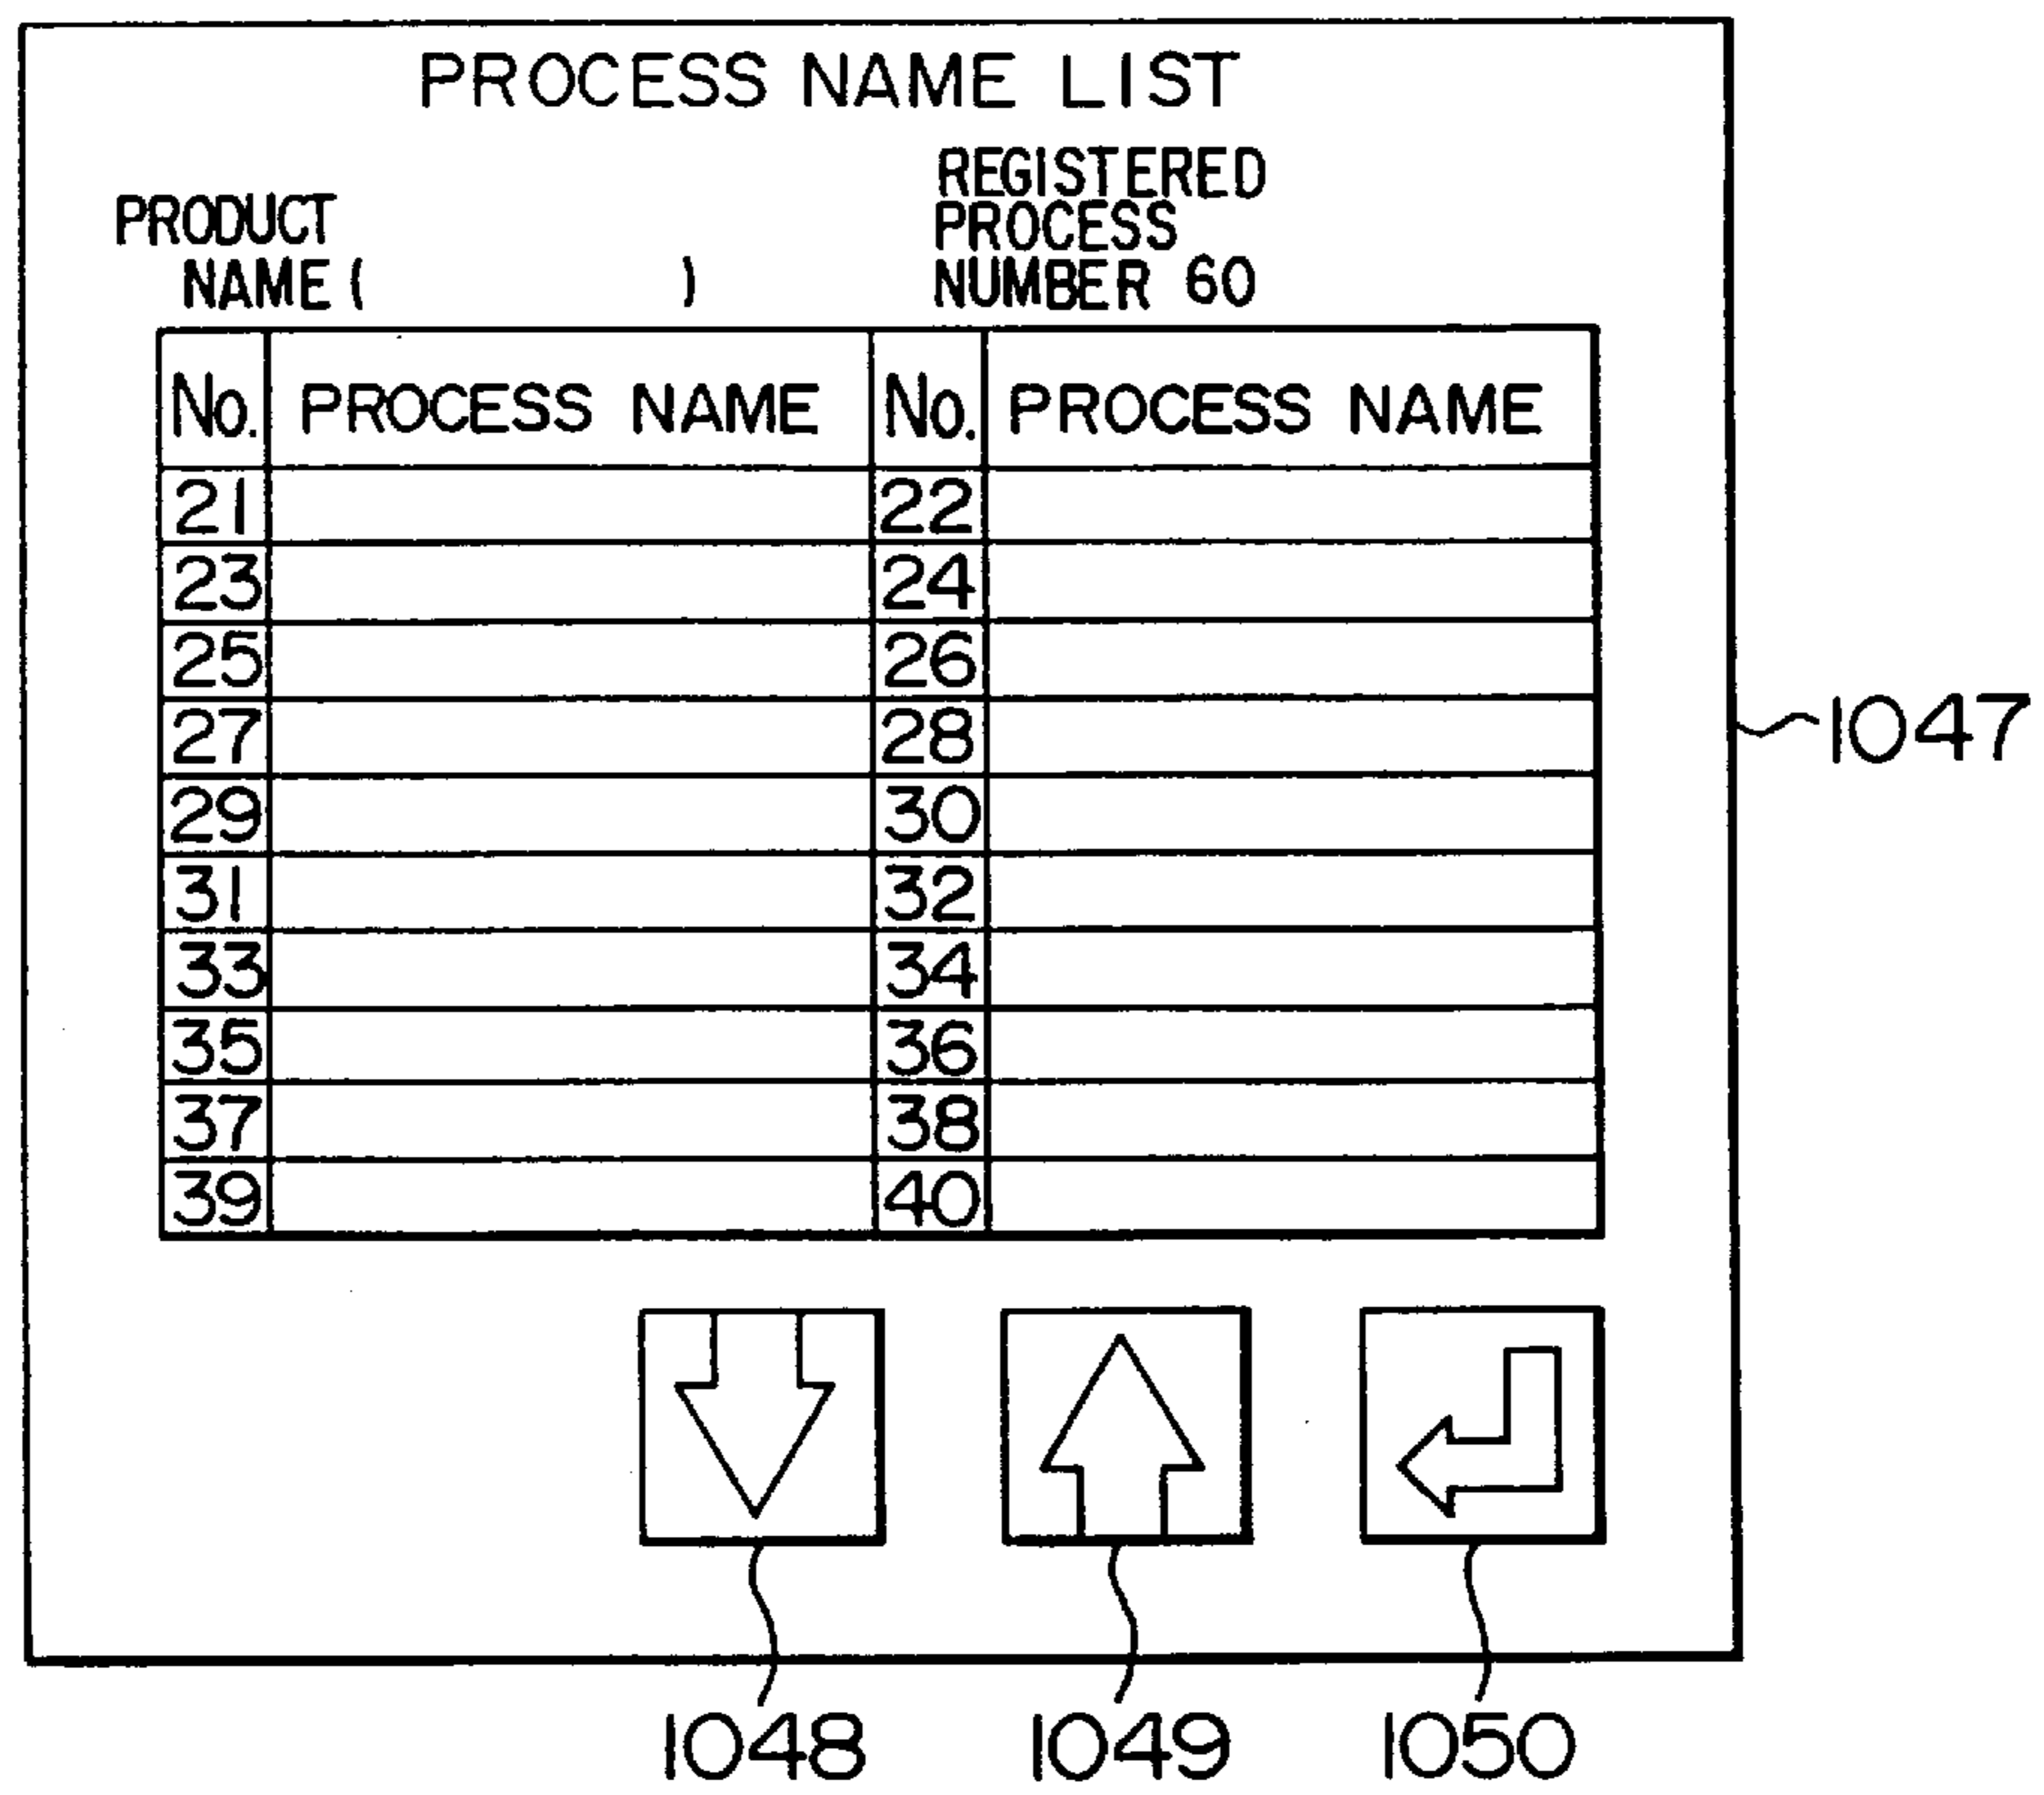 PROCESS NAME LIST
REGISTERED
PRODUCT PROCESS
NAME ( ) NUMBER 60
No. PROCESS NAME No. PROCESS NAME
21 22
23 24
25 26
27 28
29 30
31 32
33 34
35 36
37 38
39 40
1047
1048 1049 1050